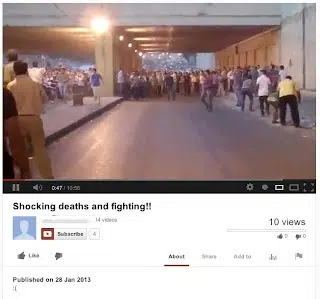 0:47 / 10:56
Shocking deaths and fighting!!
14 videos
Subscribe 4
10 views
Like
0 0
About Share Add to
Published on 28 Jan 2013
:(